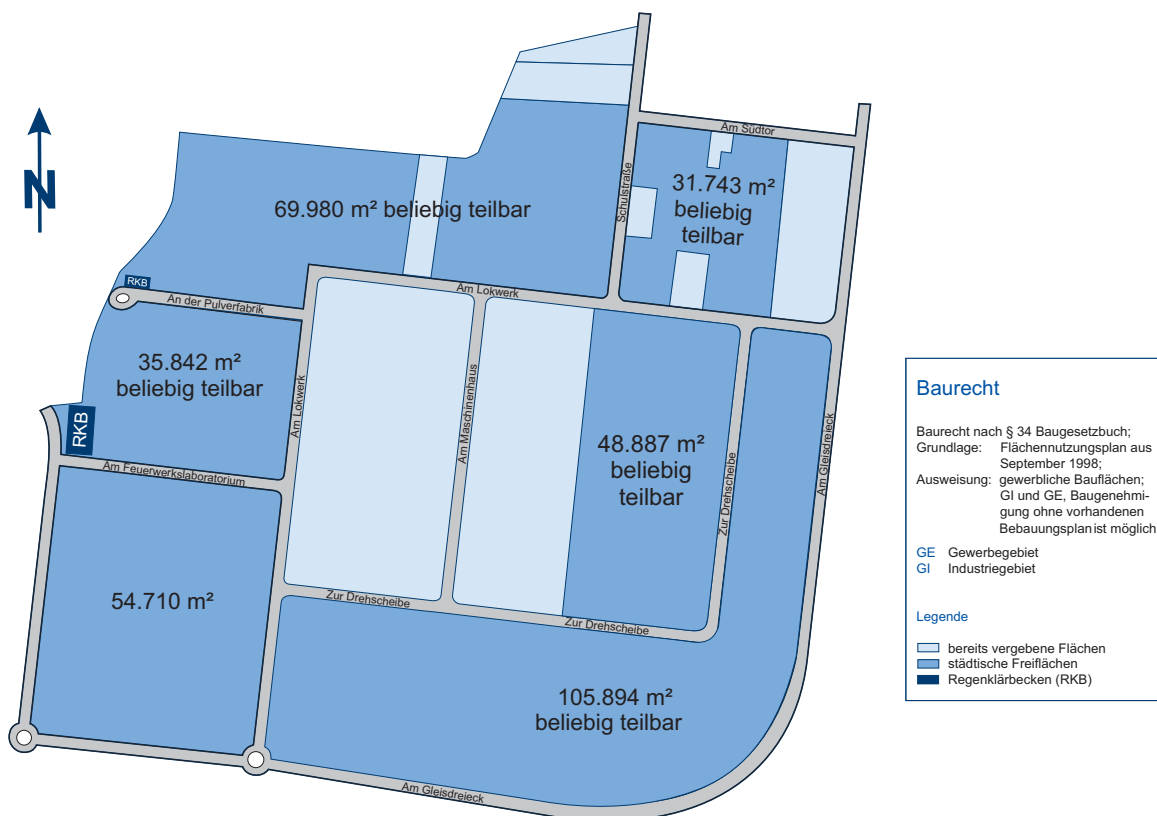 N
Am Südtor
Schulstraße
31.743 m²
beliebig
teilbar
69.980 m² beliebig teilbar
RKB
An der Pulverfabrik
Am Lokwerk
35.842 m²
beliebig teilbar
RKB
Am Lokwerk
Am Maschinenhaus
48.887 m²
beliebig
teilbar
Zur Drehscheibe
Am Gleisdreieck
Am Feuerwerkslaboratorium
54.710 m²
Zur Drehscheibe
Zur Drehscheibe
105.894 m²
beliebig teilbar
Am Gleisdreieck
Baurecht
Baurecht nach § 34 Baugesetzbuch;
Grundlage: Flächennutzungsplan aus
September 1998;
Ausweisung: gewerbliche Bauflächen;
GI und GE, Baugenehmi-
gung ohne vorhandenen
Bebauungsplan ist möglich
GE Gewerbegebiet
GI Industriegebiet
Legende
bereits vergebene Flächen
städtische Freiflächen
Regenklärbecken (RKB)